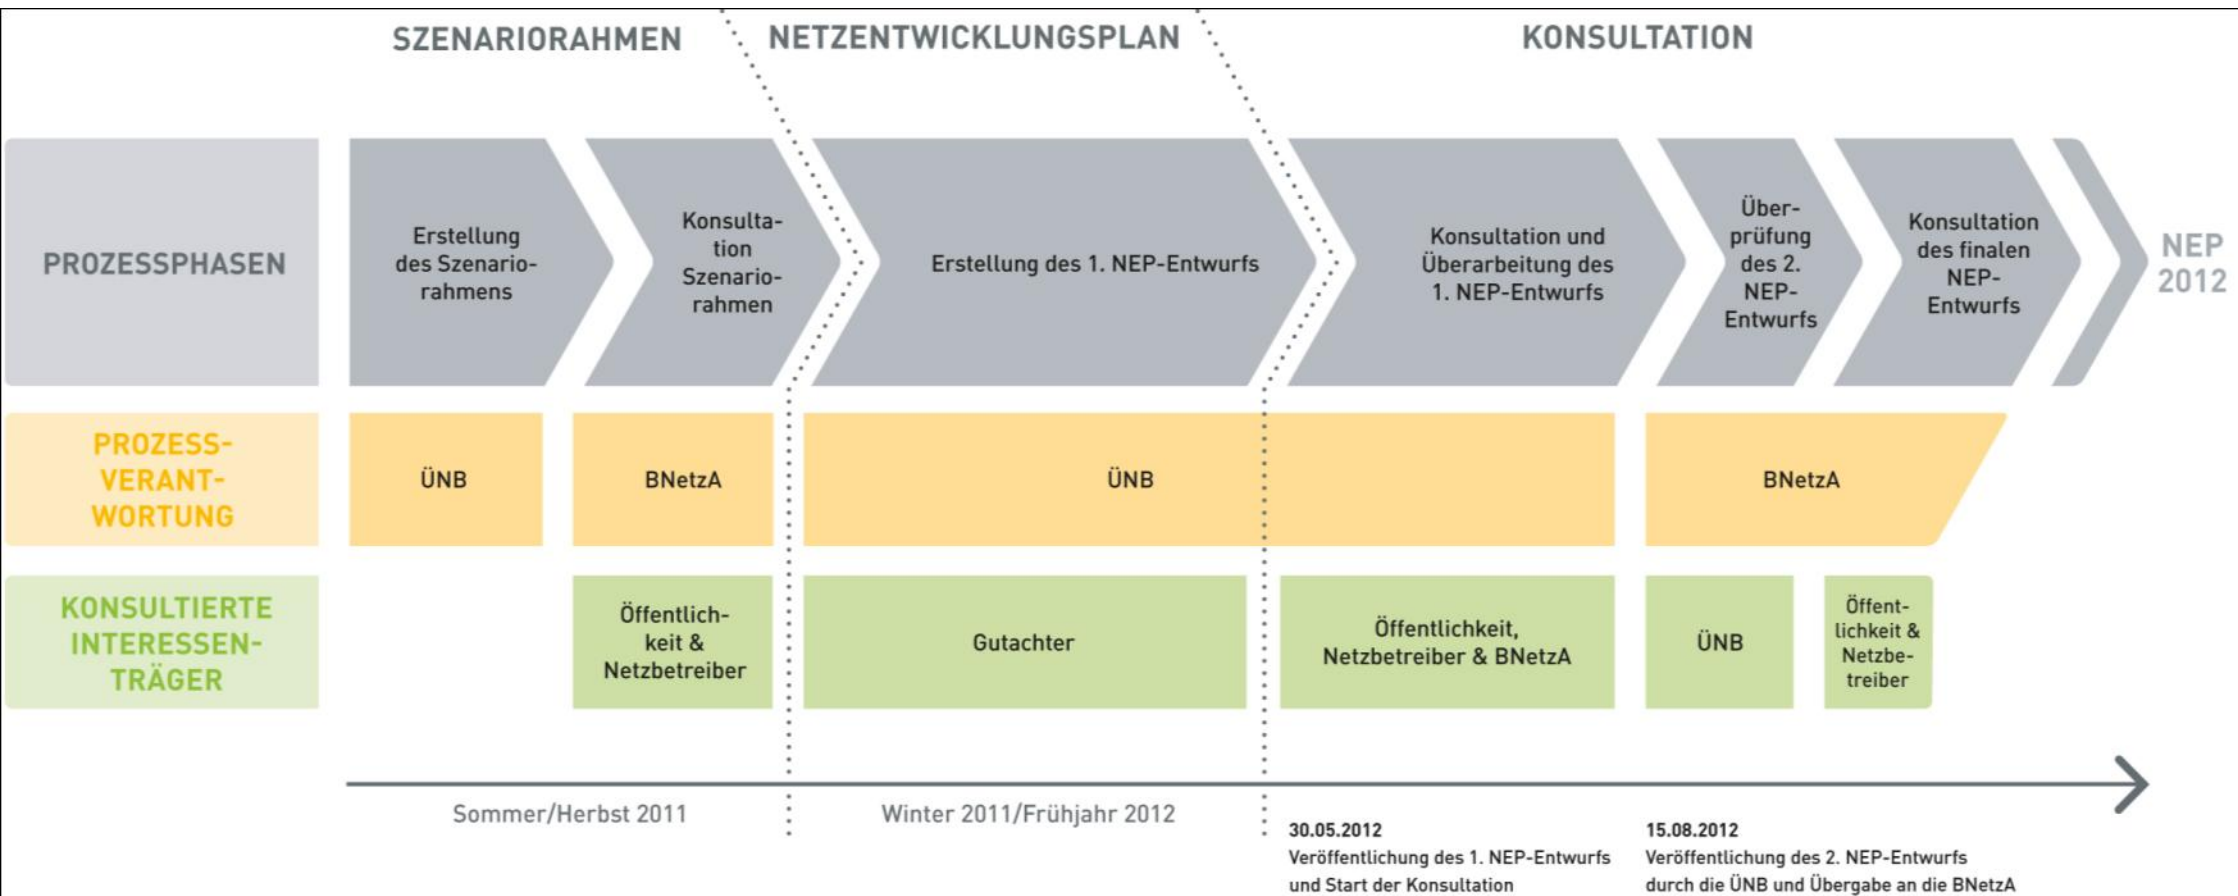 SZENARIORAHMEN
NETZENTWICKLUNGSPLAN
KONSULTATION
PROZESSPHASEN
Erstellung
des Szenario-
rahmens
Konsulta-
tion
Szenario-
rahmen
Erstellung des 1. NEP-Entwurfs
Konsultation und
Überarbeitung des
1. NEP-Entwurfs
Über-
prüfung
des 2.
NEP-
Entwurfs
Konsultation
des finalen
NEP-
Entwurfs
NEP
2012
PROZESS-
VERANT-
WORTUNG
ÜNB
BNetzA
ÜNB
BNetzA
KONSULTIERTE
INTERESSEN-
TRÄGER
Öffentlich-
keit &
Netzbetreiber
Gutachter
Öffentlichkeit,
Netzbetreiber & BNetzA
ÜNB
Öffent-
lichkeit &
Netzbe-
treiber
Sommer/Herbst 2011
Winter 2011/Frühjahr 2012
30.05.2012
Veröffentlichung des 1. NEP-Entwurfs
und Start der Konsultation
15.08.2012
Veröffentlichung des 2. NEP-Entwurfs
durch die ÜNB und Übergabe an die BNetzA